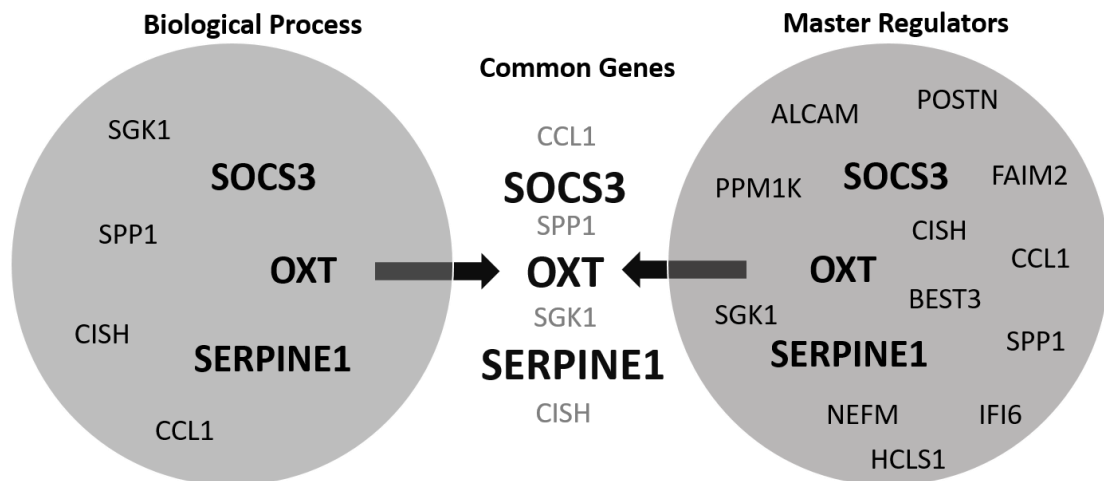 Biological Process
SGK1
SOCS3
SPP1
OXT
CISH
SERPINE1
CCL1
Common Genes
CCL1
SOCS3
SPP1
OXT
SGK1
SERPINE1
CISH
Master Regulators
POSTN
ALCAM
SOCS3
FAIM2
PPM1K
CISH
CCL1
OXT
BEST3
SGK1
SPP1
SERPINE1
NEFM
IFI6
HCLS1